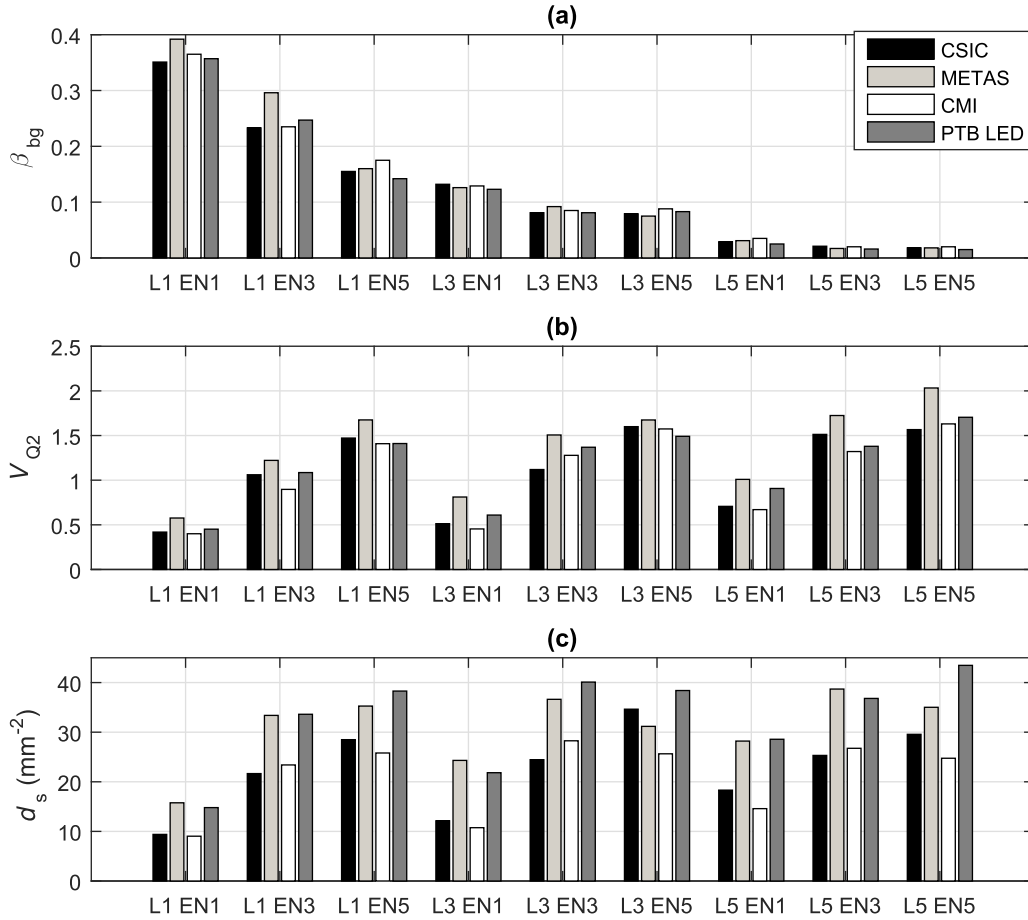 (a)
0.4
0.3
0.2
0.1
0
β bg
CSIC
METAS
CMI
PTB LED
L1 EN1 L1 EN3 L1 EN5 L3 EN1 L3 EN3 L3 EN5 L5 EN1 L5 EN3 L5 EN5
(b)
2.5
2
1.5
1
0.5
0
V Q2
L1 EN1 L1 EN3 L1 EN5 L3 EN1 L3 EN3 L3 EN5 L5 EN1 L5 EN3 L5 EN5
(c)
40
30
20
10
0
d s (mm-2)
L1 EN1 L1 EN3 L1 EN5 L3 EN1 L3 EN3 L3 EN5 L5 EN1 L5 EN3 L5 EN5